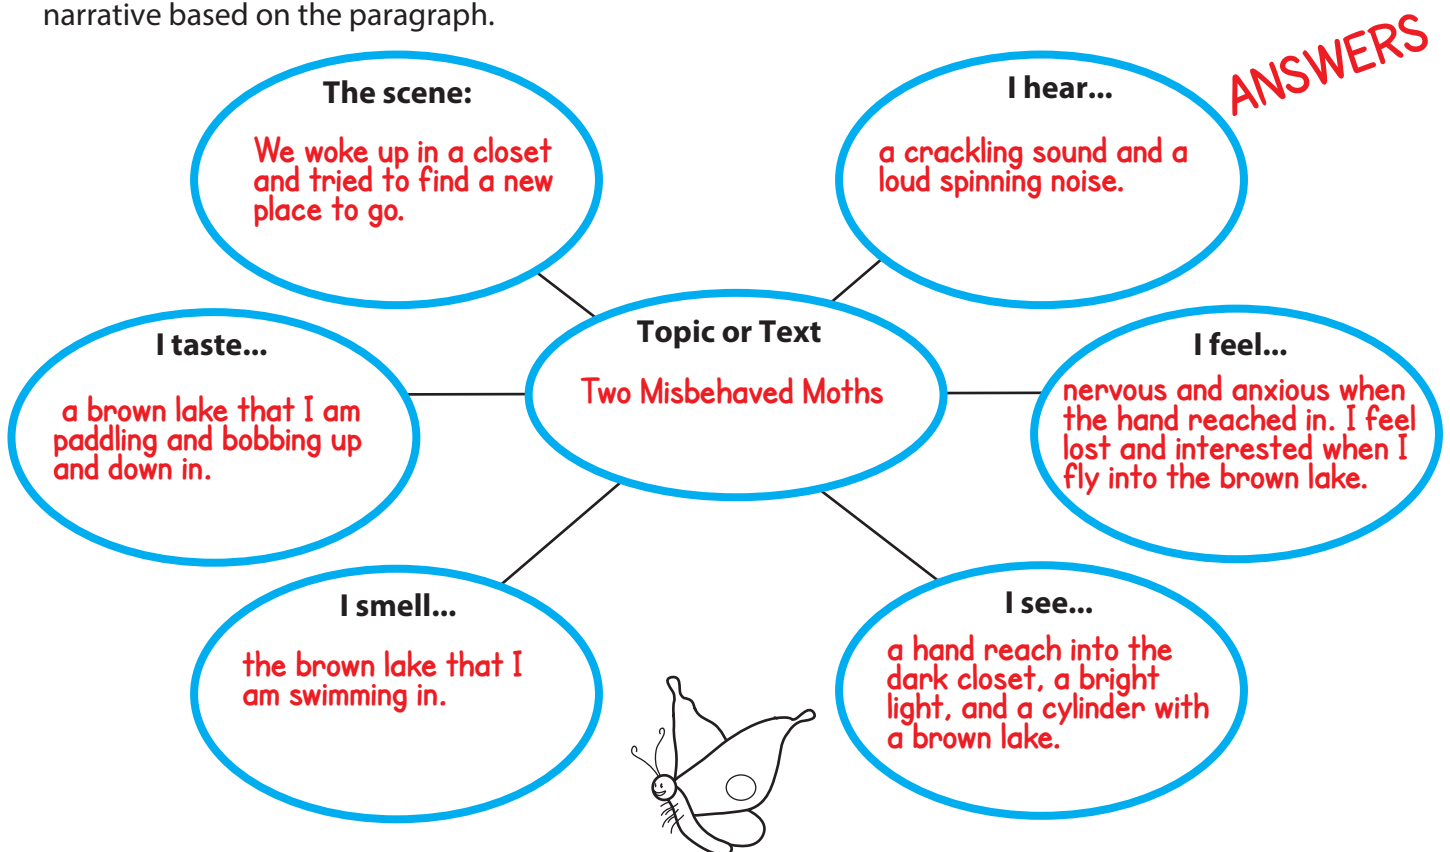 narrative based on the paragraph.
ANSWERS
The scene:
We woke up in a closet
and tried to find a new
place to go.
I hear...
a crackling sound and a
loud spinning noise.
I taste...
a brown lake that I am
paddling and bobbing up
and down in.
Topic or Text
Two Misbehaved Moths
I feel...
nervous and anxious when
the hand reached in. I feel
lost and interested when I
fly into the brown lake.
I smell...
the brown lake that I
am swimming in.
I see...
a hand reach into the
dark closet, a bright
light, and a cylinder with
a brown lake.